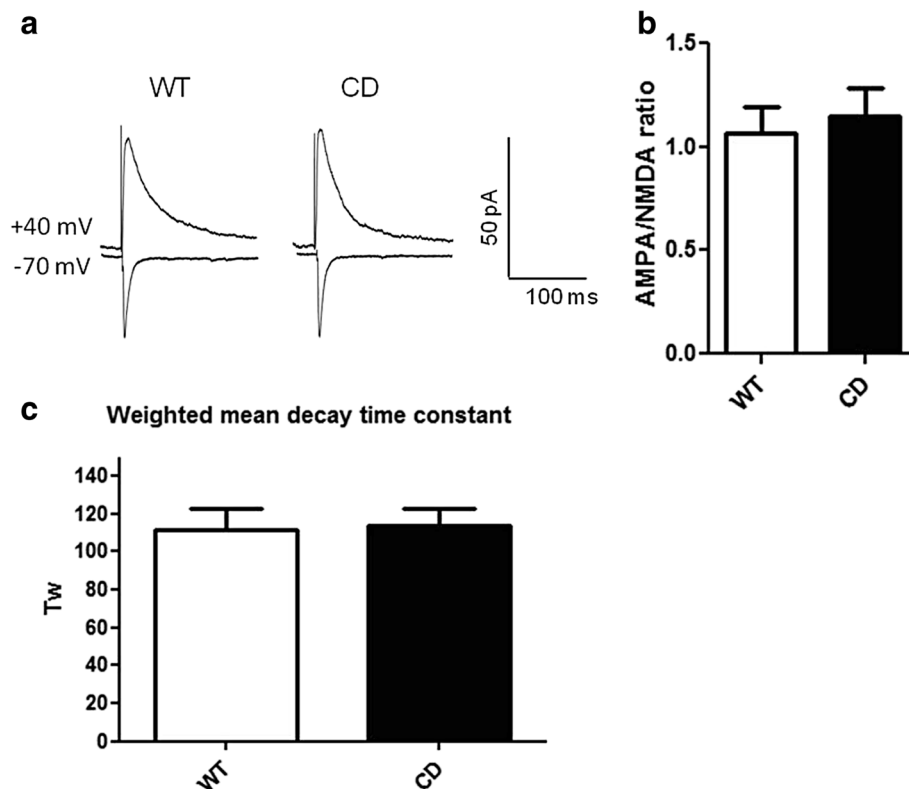 a
WT
CD
+40 mV
-70 mV
50 pA
100 ms
b
AMPA/NMDA ratio
1.5
1.0
0.5
0.0
WT
CD
c
Weighted mean decay time constant
Tw
140
120
100
80
60
40
20
0
WT
CD